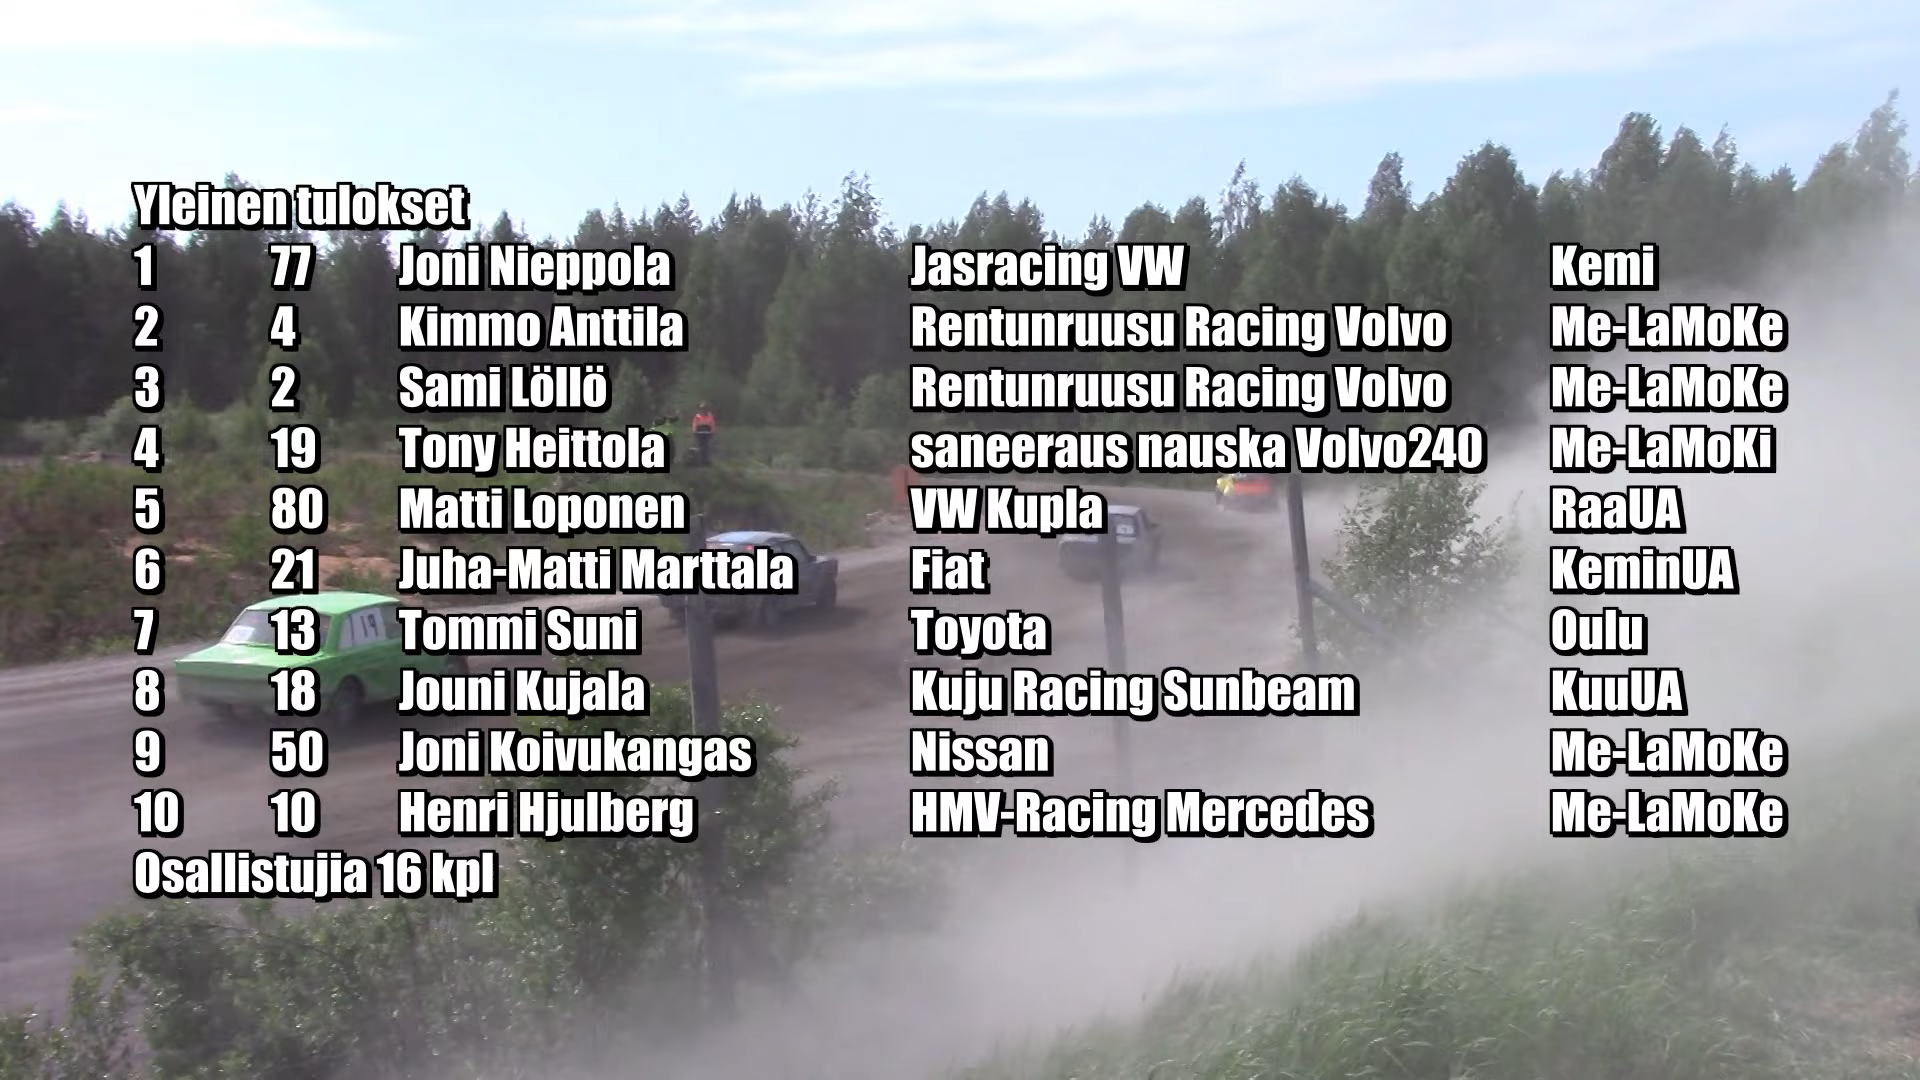 Yleinen tulokset
1 77 Joni Nieppola Jasracing VW Kemi
2 4 Kimmo Anttila Rentunruusu Racing Volvo Me-LaMoKe
3 2 Sami Löllö Rentunruusu Racing Volvo Me-LaMoKe
4 19 Tony Heittola saneeraus nauska Volvo240 Me-LaMoKi
5 80 Matti Loponen VW Kupla RaaUA
6 21 Juha-Matti Marttala Fiat KeminUA
7 13 Tommi Suni Toyota Oulu
8 18 Jouni Kujala Kuju Racing Sunbeam KuuUA
9 50 Joni Koivukangas Nissan Me-LaMoKe
10 10 Henri Hjulberg HMV-Racing Mercedes Me-LaMoKe
Osallistujia 16 kpl
19